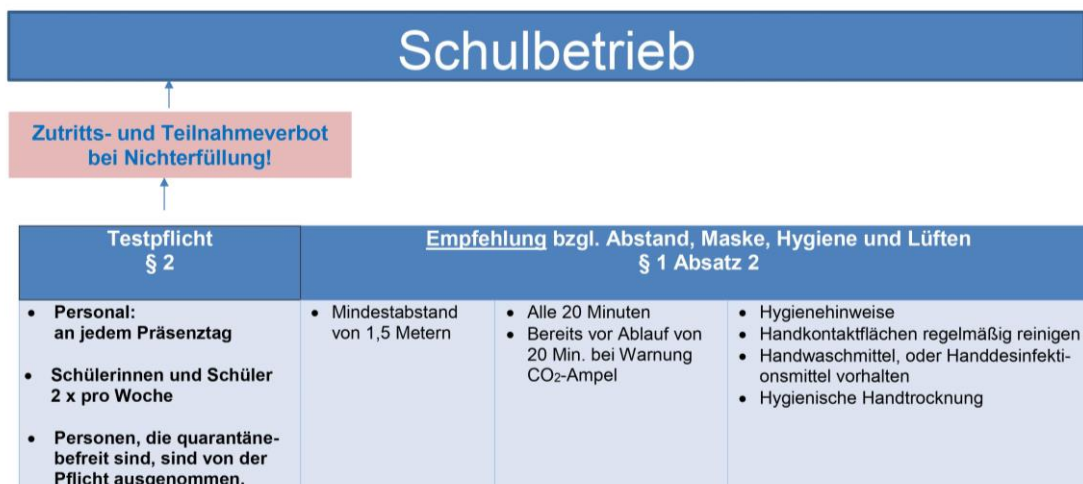 Schulbetrieb
Zutritts- und Teilnahmeverbot
bei Nichterfüllung!
Testpflicht
§ 2
Empfehlung bzgl. Abstand, Maske, Hygiene und Lüften
§ 1 Absatz 2
• Personal:
an jedem Präsenztag
• Schülerinnen und Schüler
2 x pro Woche
• Personen, die quarantäne-
befreit sind, sind von der
Pflicht ausgenommen.
• Mindestabstand
von 1,5 Metern
• Alle 20 Minuten
• Bereits vor Ablauf von
20 Min. bei Warnung
CO₂-Ampel
• Hygienehinweise
• Handkontaktflächen regelmäßig reinigen
• Handwaschmittel, oder Handdesinfekti-
onsmittel vorhalten
• Hygienische Handtrocknung